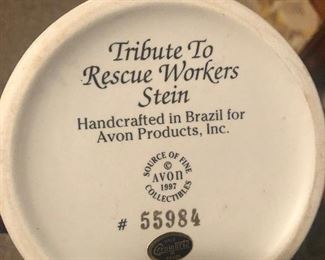 Tribute To
Rescue Workers
Stein
Handcrafted in Brazil for
Avon Products, Inc.
SOURCE OF FINE
©
AVON
1997
COLLECTIBLES
# 55984